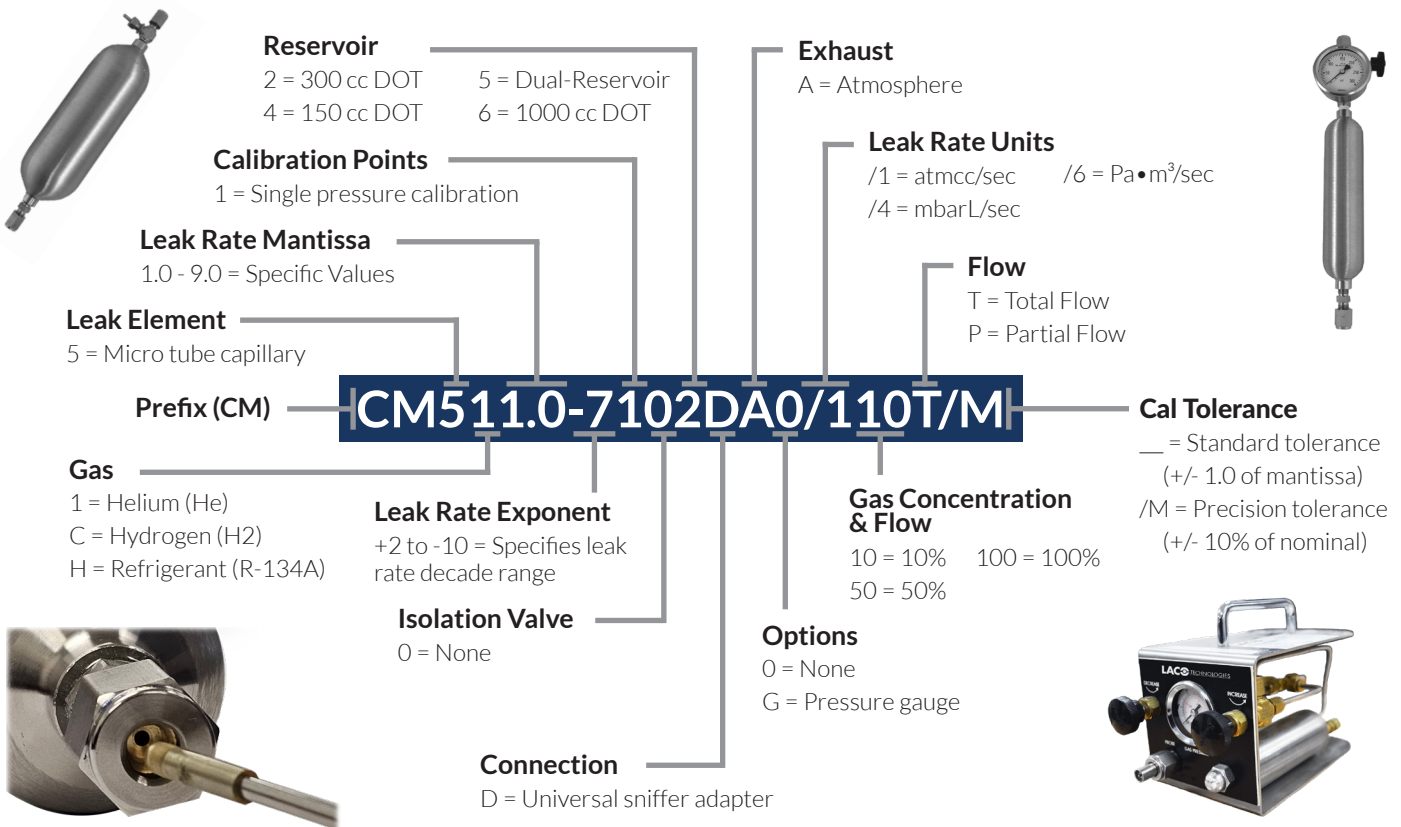 Reservoir
2 = 300 cc DOT 5 = Dual-Reservoir
4 = 150 cc DOT 6 = 1000 cc DOT
Exhaust
A = Atmosphere
Calibration Points
1 = Single pressure calibration
Leak Rate Units
/1 = atmcc/sec /6 = Pa•m³/sec
/4 = mbarL/sec
Leak Rate Mantissa
1.0 - 9.0 = Specific Values
Flow
T = Total Flow
P = Partial Flow
Leak Element
5 = Micro tube capillary
Prefix (CM)
CM511.0-7102DA0/110T/M
Cal Tolerance
__ = Standard tolerance
(+/- 1.0 of mantissa)
/M = Precision tolerance
(+/- 10% of nominal)
Gas
1 = Helium (He)
C = Hydrogen (H2)
H = Refrigerant (R-134A)
Leak Rate Exponent
+2 to -10 = Specifies leak
rate decade range
Gas Concentration
& Flow
10 = 10% 100 = 100%
50 = 50%
Isolation Valve
0 = None
Options
0 = None
G = Pressure gauge
Connection
D = Universal sniffer adapter
LACO TECHNOLOGIES
DECREASE
INCREASE
PROBE